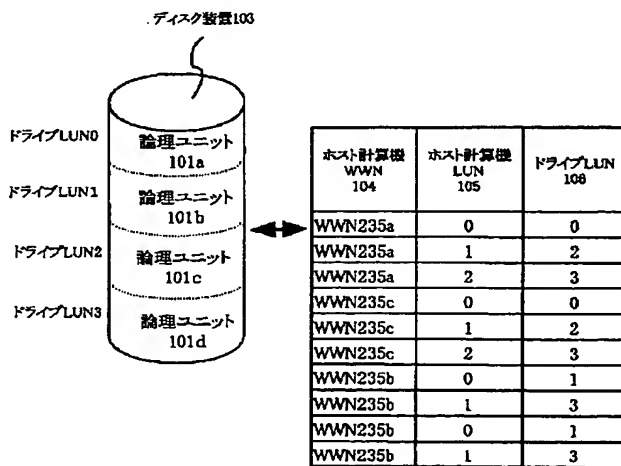 ディスク装置103
ドライブLUN0
論理ユニット
101a
ドライブLUN1
論理ユニット
101b
ドライブLUN2
論理ユニット
101c
ドライブLUN3
論理ユニット
101d
ホスト計算機 WWN 104 ホスト計算機 LUN 105 ドライブLUN 106
WWN235a 0 0
WWN235a 1 2
WWN235a 2 3
WWN235c 0 0
WWN235c 1 2
WWN235c 2 3
WWN235b 0 1
WWN235b 1 3
WWN235b 0 1
WWN235b 1 3